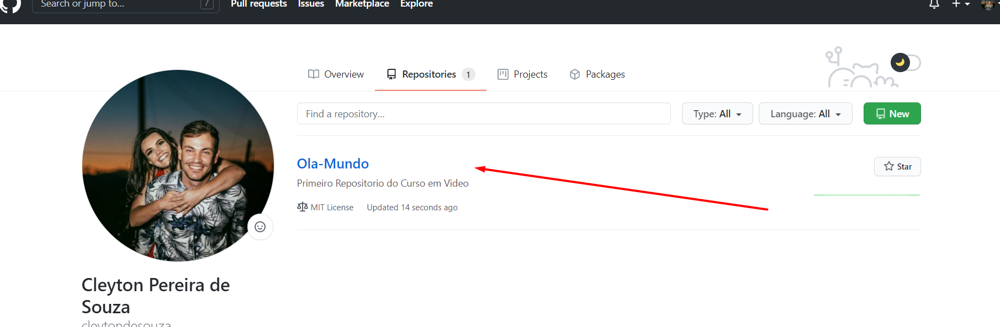 Search or jump to... /
Pull requests Issues Marketplace Explore
Overview Repositories 1 Projects Packages
Find a repository... Type: All Language: All New
Ola-Mundo
Star
Primeiro Repositorio do Curso em Video
MIT License Updated 14 seconds ago
Cleyton Pereira de
Souza
cleytondesouza